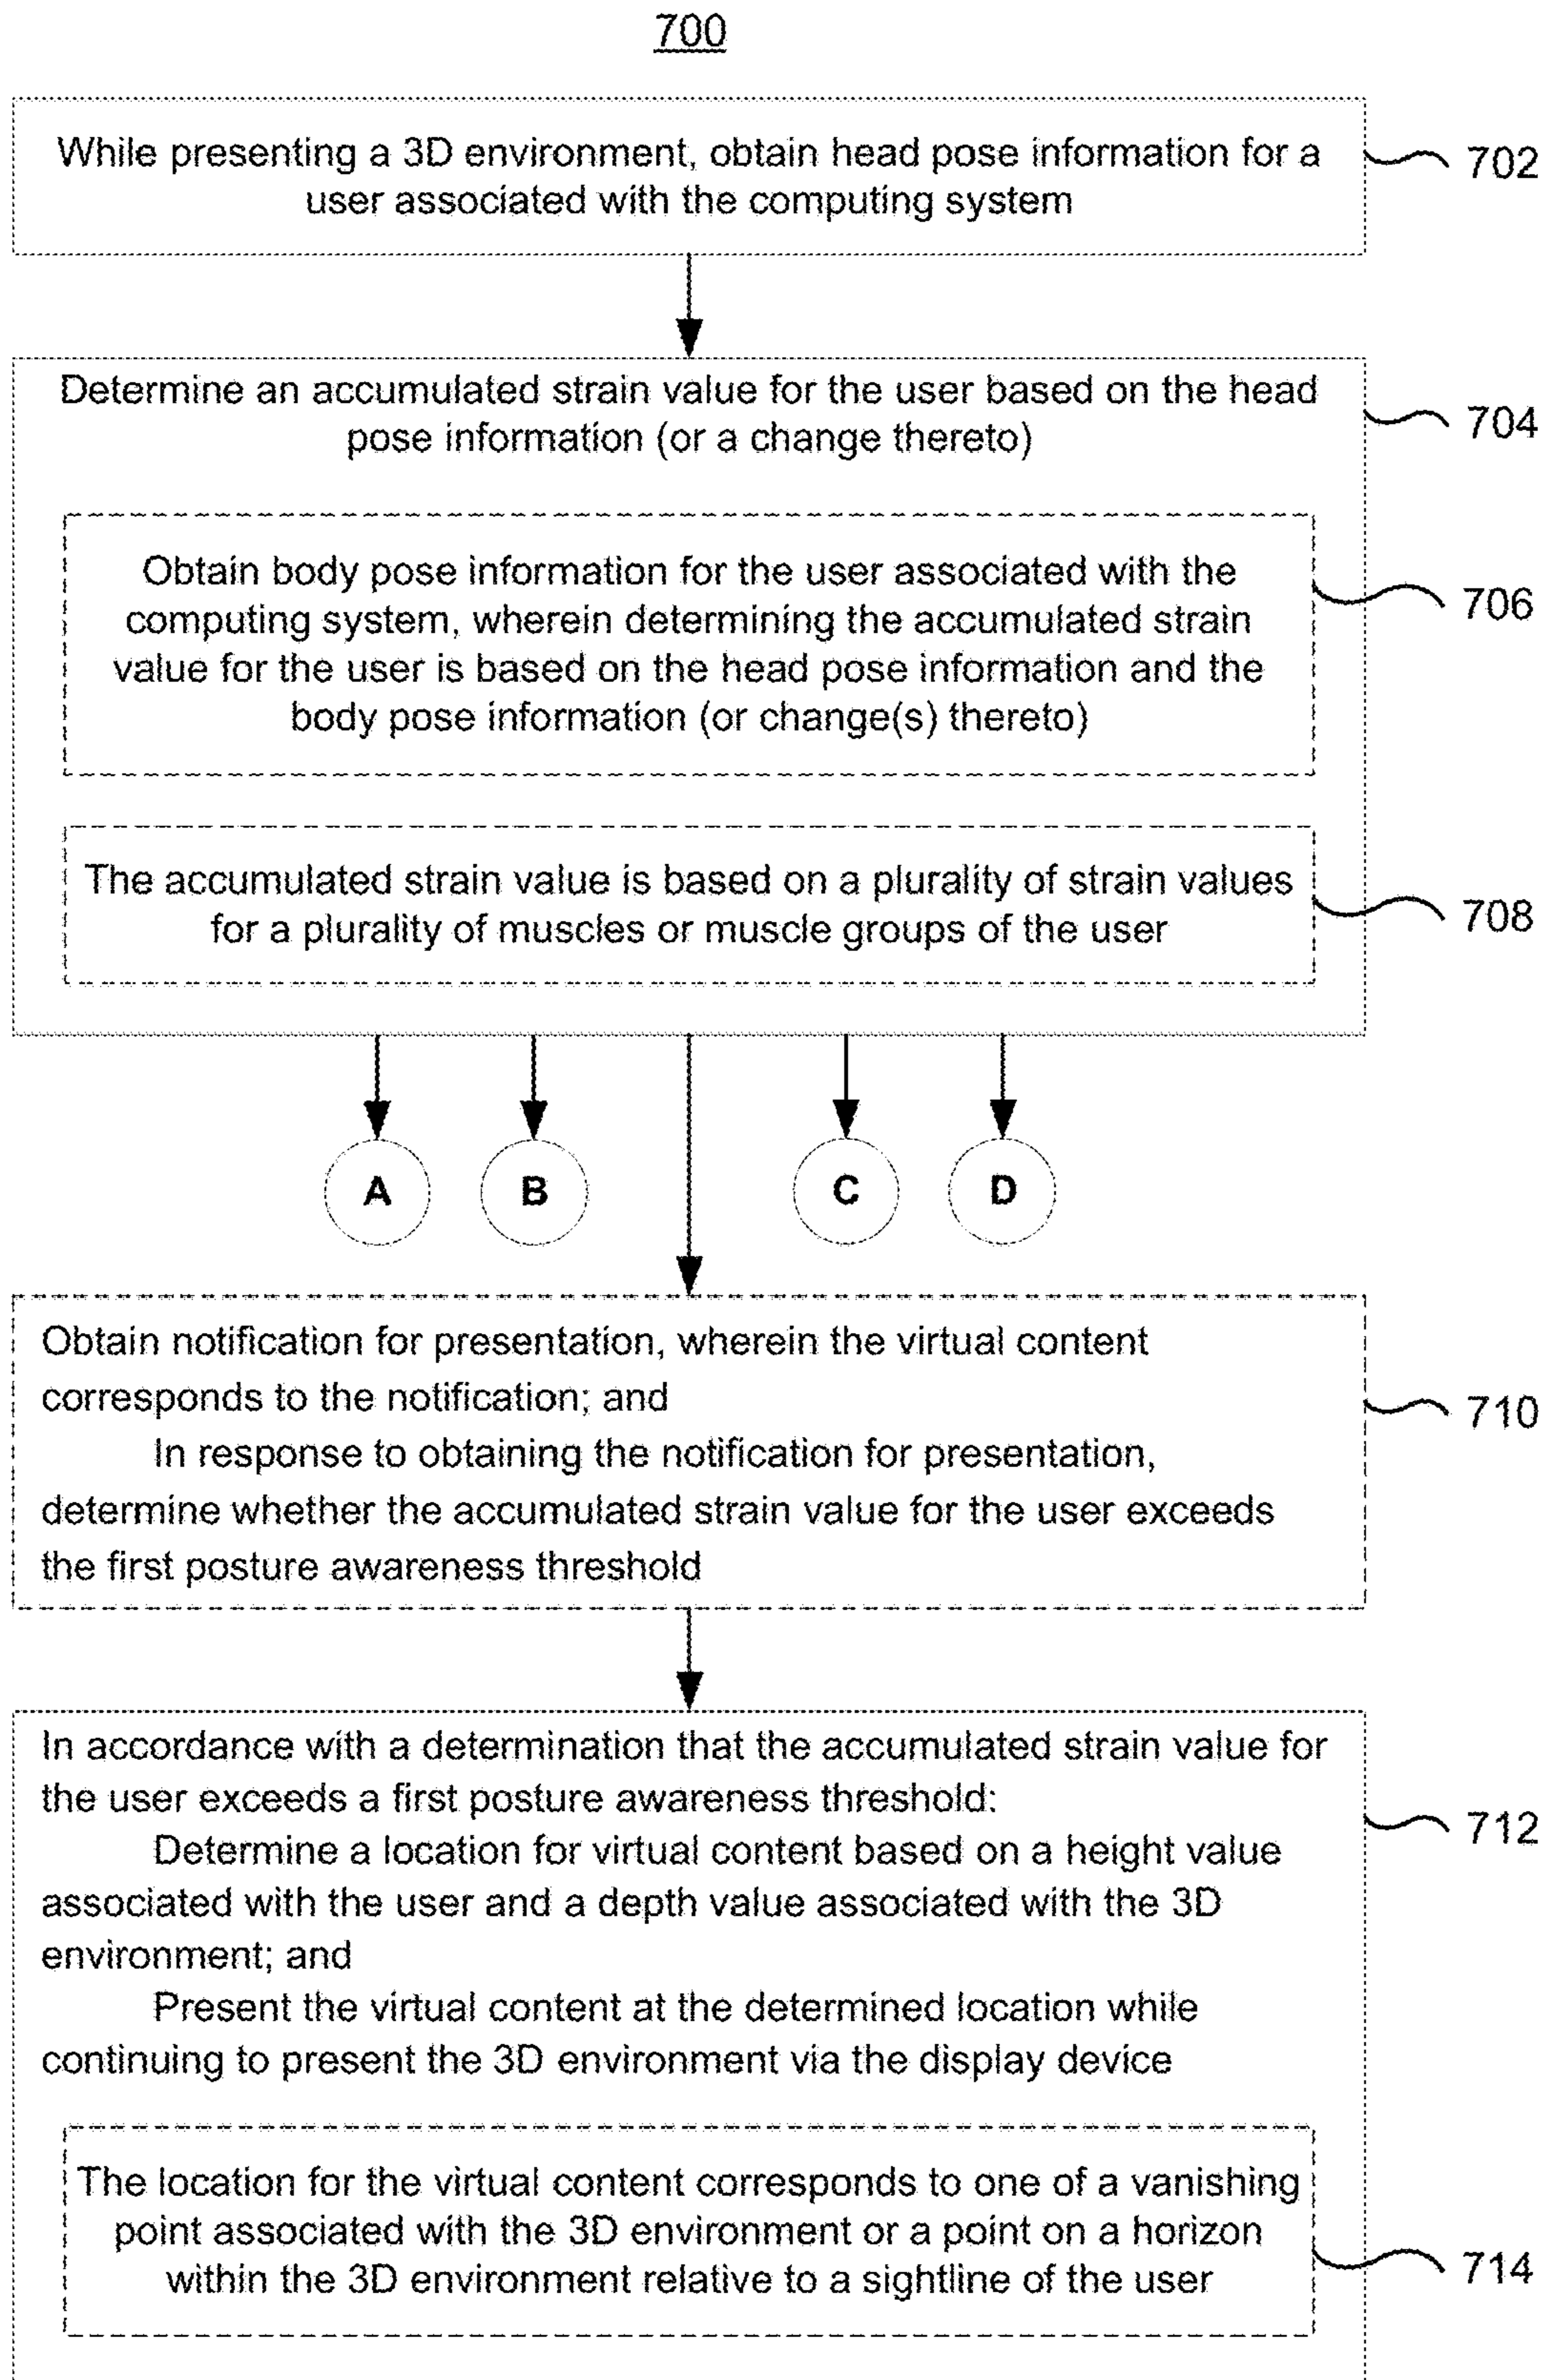 700
While presenting a 3D environment, obtain head pose information for a
user associated with the computing system
702
Determine an accumulated strain value for the user based on the head
pose information (or a change thereto)
704
Obtain body pose information for the user associated with the
computing system, wherein determining the accumulated strain
value for the user is based on the head pose information and the
body pose information (or change(s) thereto)
706
The accumulated strain value is based on a plurality of strain values
for a plurality of muscles or muscle groups of the user
708
A
B
C
D
Obtain notification for presentation, wherein the virtual content
corresponds to the notification; and
In response to obtaining the notification for presentation,
determine whether the accumulated strain value for the user exceeds
the first posture awareness threshold
710
In accordance with a determination that the accumulated strain value for
the user exceeds a first posture awareness threshold:
Determine a location for virtual content based on a height value
associated with the user and a depth value associated with the 3D
environment; and
Present the virtual content at the determined location while
continuing to present the 3D environment via the display device
712
The location for the virtual content corresponds to one of a vanishing
point associated with the 3D environment or a point on a horizon
within the 3D environment relative to a sightline of the user
714